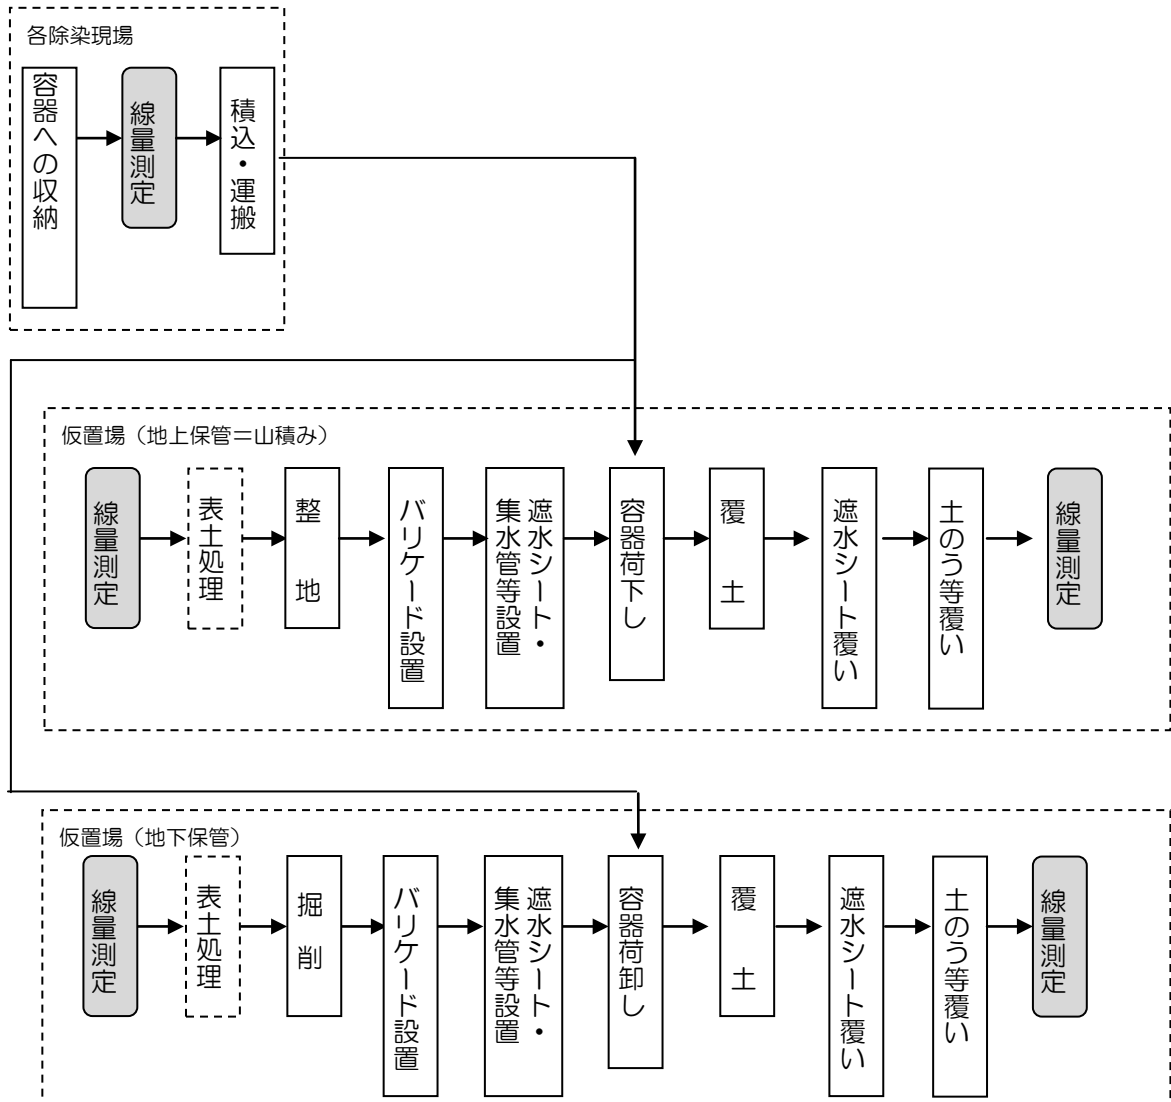 各除染現場
容器への収納
線量測定
積込・運搬
仮置場（地上保管＝山積み）
線量測定
表土処理
整　地
バリケード設置
遮水シート・
集水管等設置
容器荷下し
覆　土
遮水シート覆い
土のう等覆い
線量測定
仮置場（地下保管）
線量測定
表土処理
掘　削
バリケード設置
遮水シート・
集水管等設置
容器荷卸し
覆　土
遮水シート覆い
土のう等覆い
線量測定